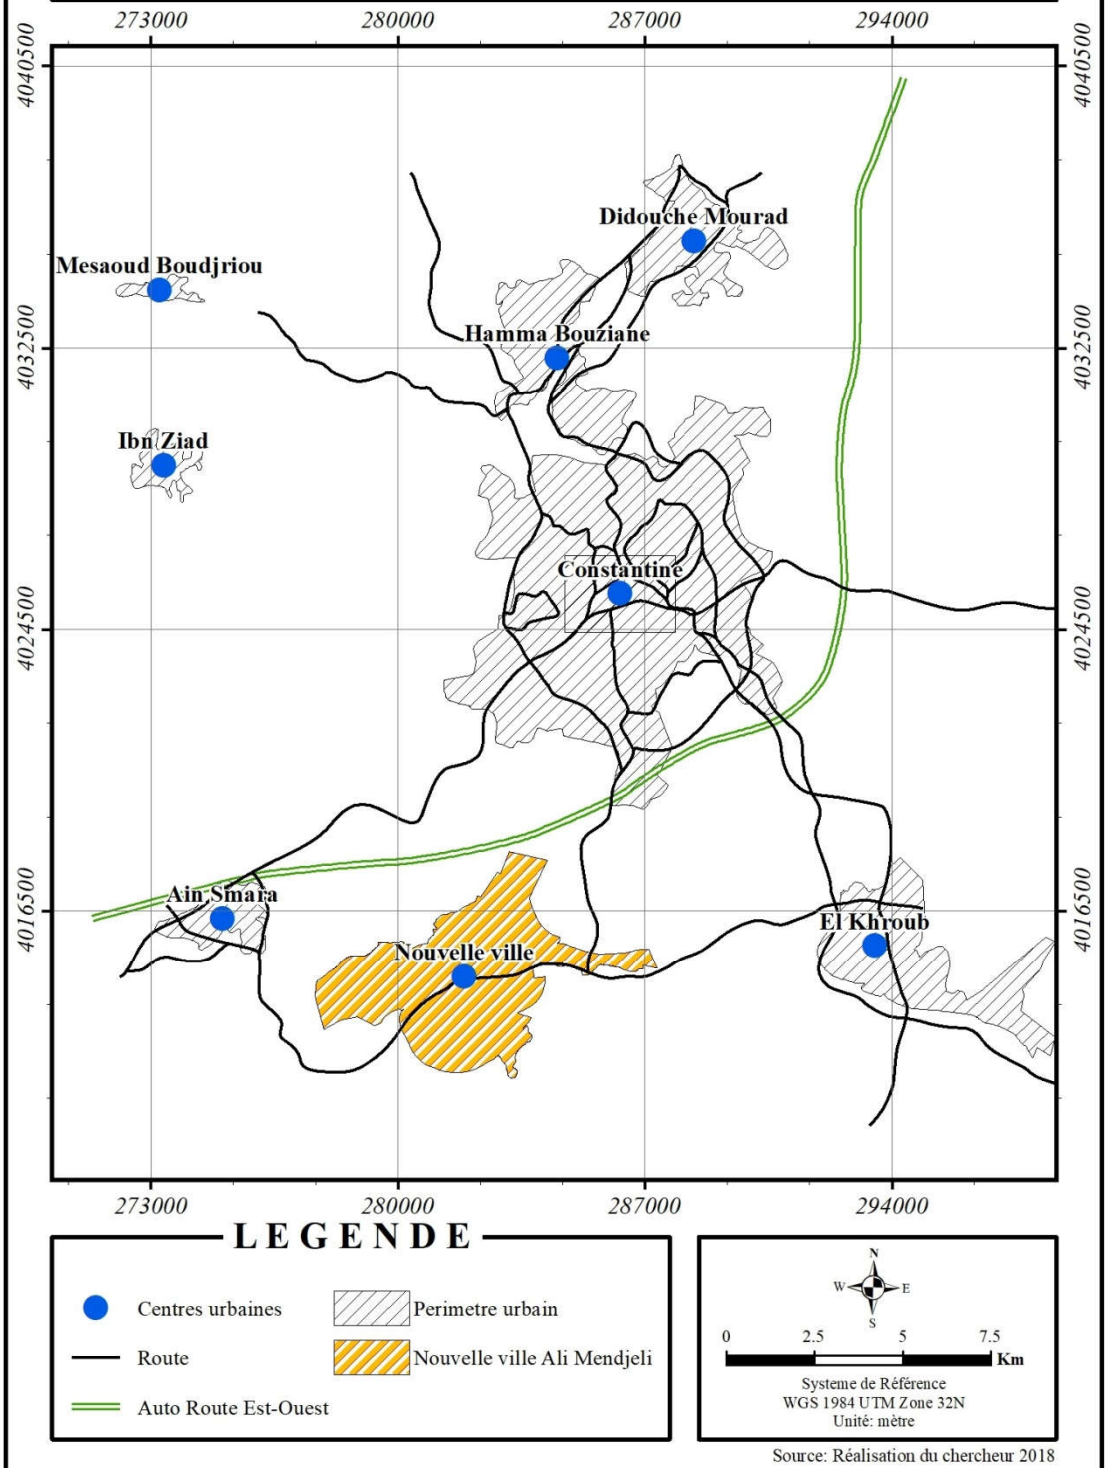 273000 280000 287000 294000
4040500 4040500
Didouche Mourad
Mesaoud Boudjriou
Hamma Bouziane
4032500 4032500
Ibn Ziad
Constantine
4024500 4024500
Ain Smara
4016500 4016500
El Khroub
Nouvelle ville
273000 280000 287000 294000
LEGENDE
Centres urbaines
Perimetre urbain
Route
Nouvelle ville Ali Mendjeli
Auto Route Est-Ouest
N
W E
S
0 2.5 5 7.5
Km
Systeme de Référence
WGS 1984 UTM Zone 32N
Unité: mètre
Source: Réalisation du chercheur 2018